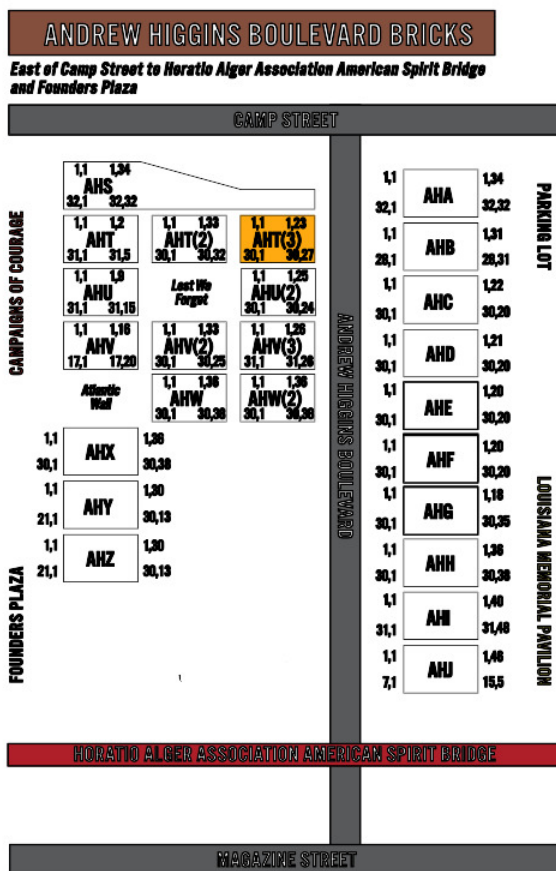 ANDREW HIGGINS BOULEVARD BRICKS
East of Camp Street to Horatio Alger Association American Spirit Bridge
and Founders Plaza
CAMP STREET
1,1 1,34
AHS
32,1 32,32
1,1 1,2
AHT
31,1 31,5
1,1 1,33
AHT(2)
30,1 30,32
1,1 1,23
AHT(3)
30,1 30,27
1,1 1,9
AHU
31,1 31,15
Lest We
Forget
1,1 1,25
AHU(2)
30,1 30,24
1,1 1,16
AHV
17,1 17,20
1,1 1,33
AHV(2)
30,1 30,25
1,1 1,26
AHV(3)
31,1 31,26
Atlantic
Wall
1,1 1,36
AHW
30,1 30,36
1,1 1,36
AHW(2)
30,1 30,36
1,1 1,36
AHX
30,1 30,38
1,1 1,30
AHY
21,1 30,13
1,1 1,30
AHZ
21,1 30,13
CAMPAIGNS OF COURAGE
FOUNDERS PLAZA
ANDREW HIGGINS BOULEVARD
1,1 1,34
AHA
32,1 32,32
1,1 1,31
AHB
28,1 28,31
1,1 1,22
AHC
30,1 30,20
1,1 1,21
AHD
30,1 30,20
1,1 1,20
AHE
30,1 30,20
1,1 1,20
AHF
30,1 30,20
1,1 1,18
AHG
30,1 30,35
1,1 1,36
AHH
30,1 30,36
1,1 1,40
AHI
31,1 31,48
1,1 1,46
AHJ
7,1 15,5
PARKING LOT
LOUISIANA MEMORIAL PAVILION
HORATIO ALGER ASSOCIATION AMERICAN SPIRIT BRIDGE
MAGAZINE STREET